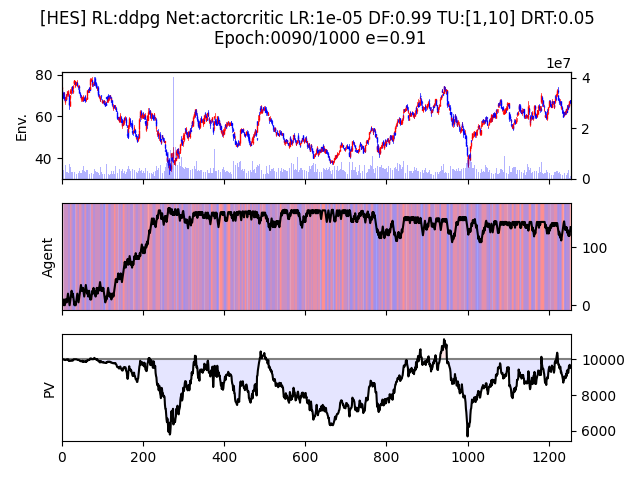 [HES] RL:ddpg Net:actorcritic LR:1e-05 DF:0.99 TU:[1,10] DRT:0.05
Epoch:0090/1000 e=0.91
1e7
80
60
40
Env.
4
2
0
Agent
100
0
PV
10000
8000
6000
0 200 400 600 800 1000 1200